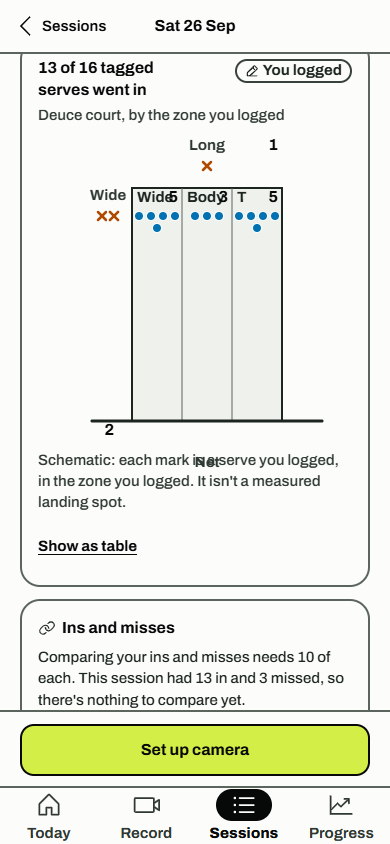 Sessions
Sat 26 Sep
13 of 16 tagged
serves went in
You logged
Deuce court, by the zone you logged
Long 1
Wide
Wide 5
Body 3
T 5
2
Net
Schematic: each mark is a serve you logged,
in the zone you logged. It isn't a measured
landing spot.
Show as table
Ins and misses
Comparing your ins and misses needs 10 of
each. This session had 13 in and 3 missed, so
there's nothing to compare yet.
Set up camera
Today
Record
Sessions
Progress